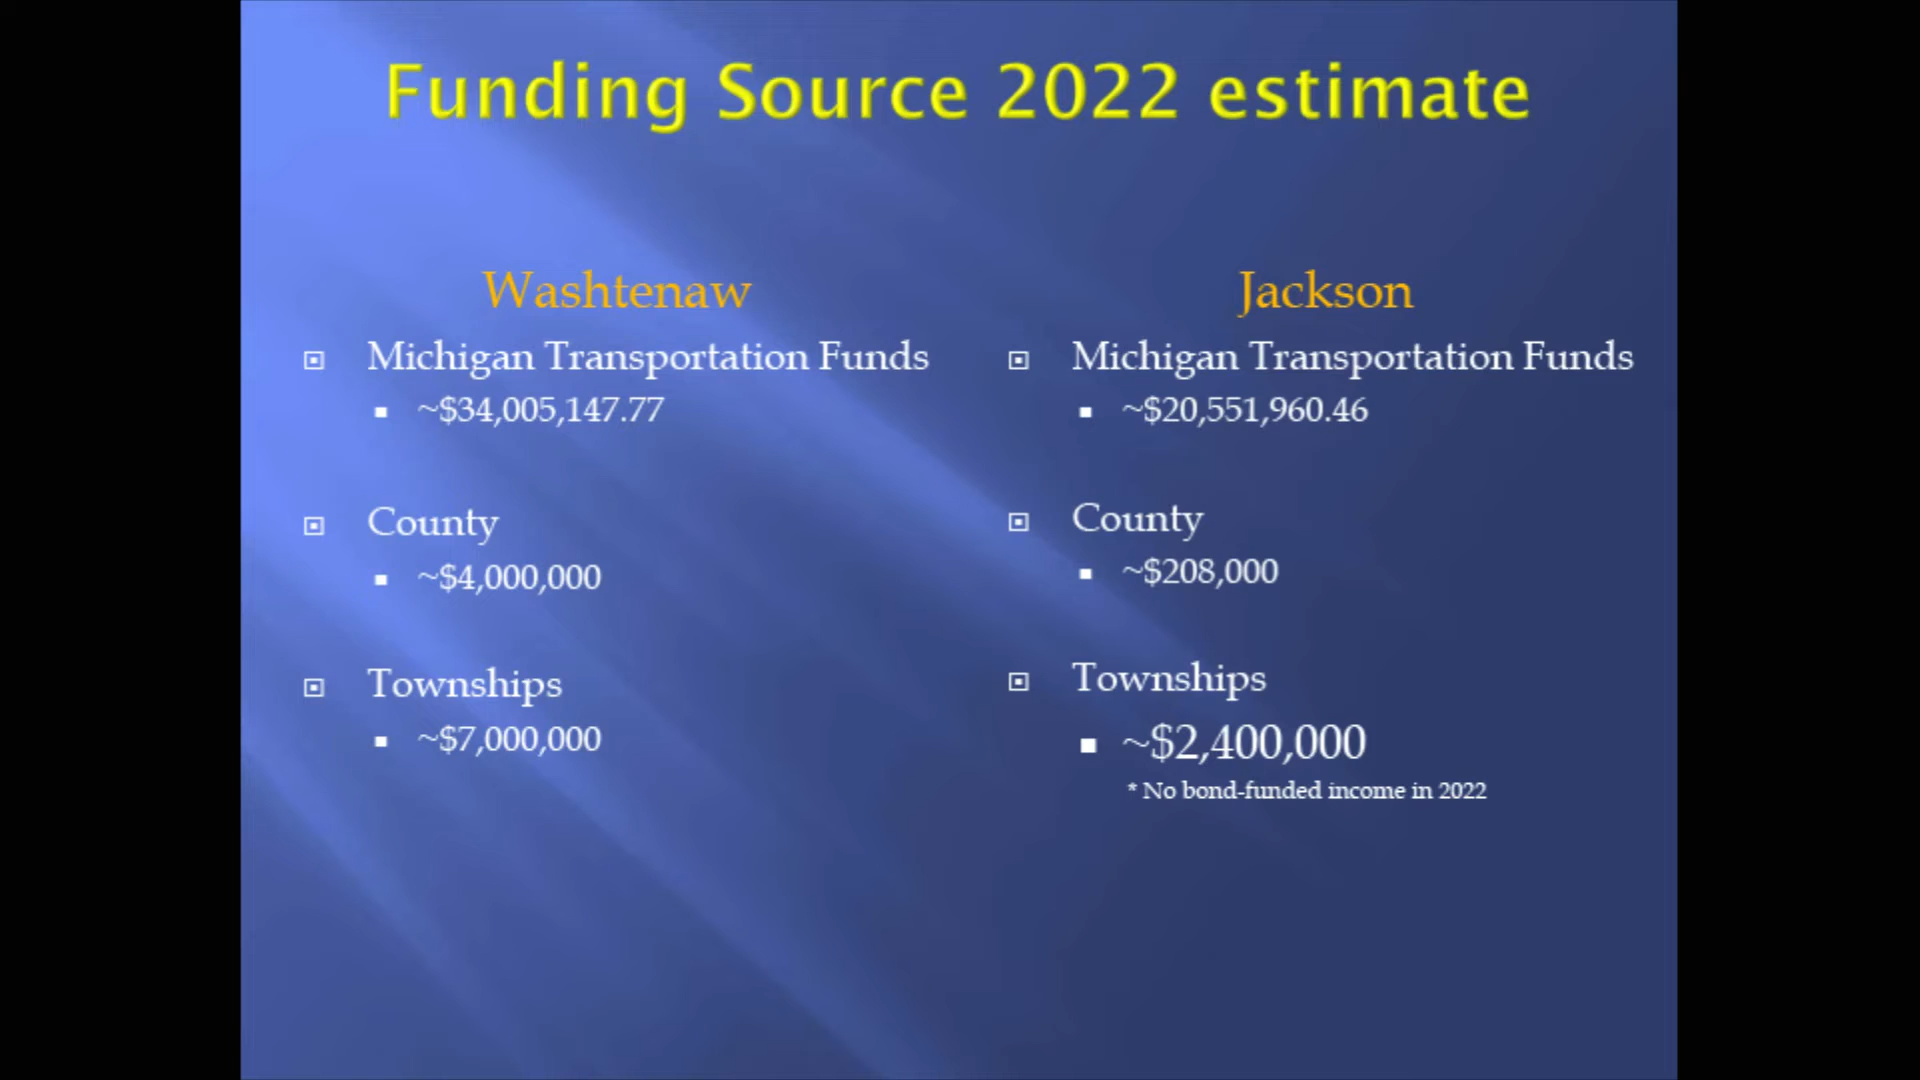 Funding Source 2022 estimate
Washtenaw
Michigan Transportation Funds
~$34,005,147.77
County
~$4,000,000
Townships
~$7,000,000
Jackson
Michigan Transportation Funds
~$20,551,960.46
County
~$208,000
Townships
~$2,400,000
* No bond-funded income in 2022